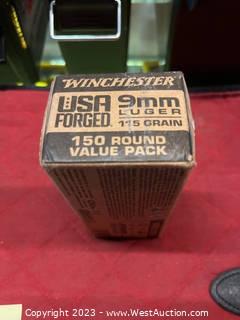 WINCHESTER
USA FORGED. 9mm LUGER 115 GRAIN
150 ROUND
VALUE PACK
Copyright 2023 - www.WestAuction.com